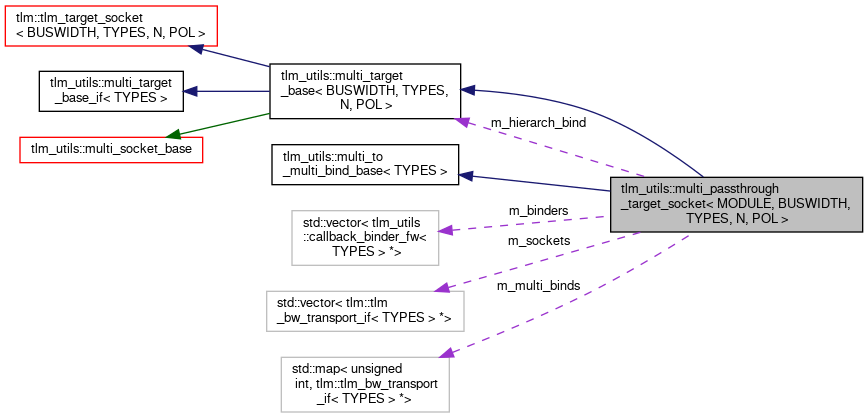 tlm::tlm_target_socket
< BUSWIDTH, TYPES, N, POL >
tlm_utils::multi_target
_base_if< TYPES >
tlm_utils::multi_socket_base
tlm_utils::multi_target
_base< BUSWIDTH, TYPES,
N, POL >
m_hierarch_bind
tlm_utils::multi_to
_multi_bind_base< TYPES >
tlm_utils::multi_passthrough
_target_socket< MODULE, BUSWIDTH,
TYPES, N, POL >
m_binders
std::vector< tlm_utils
::callback_binder_fw<
TYPES > *>
m_sockets
std::vector< tlm::tlm
_bw_transport_if< TYPES > *>
m_multi_binds
std::map< unsigned
int, tlm::tlm_bw_transport
_if< TYPES > *>